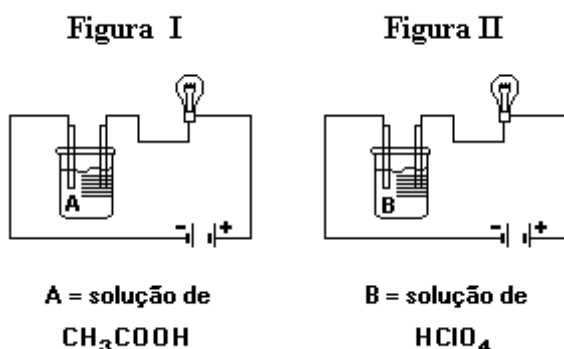 Figura I
Figura II
A
B
- +
- +
A = solução de
CH₃COOH
B = solução de
HClO₄